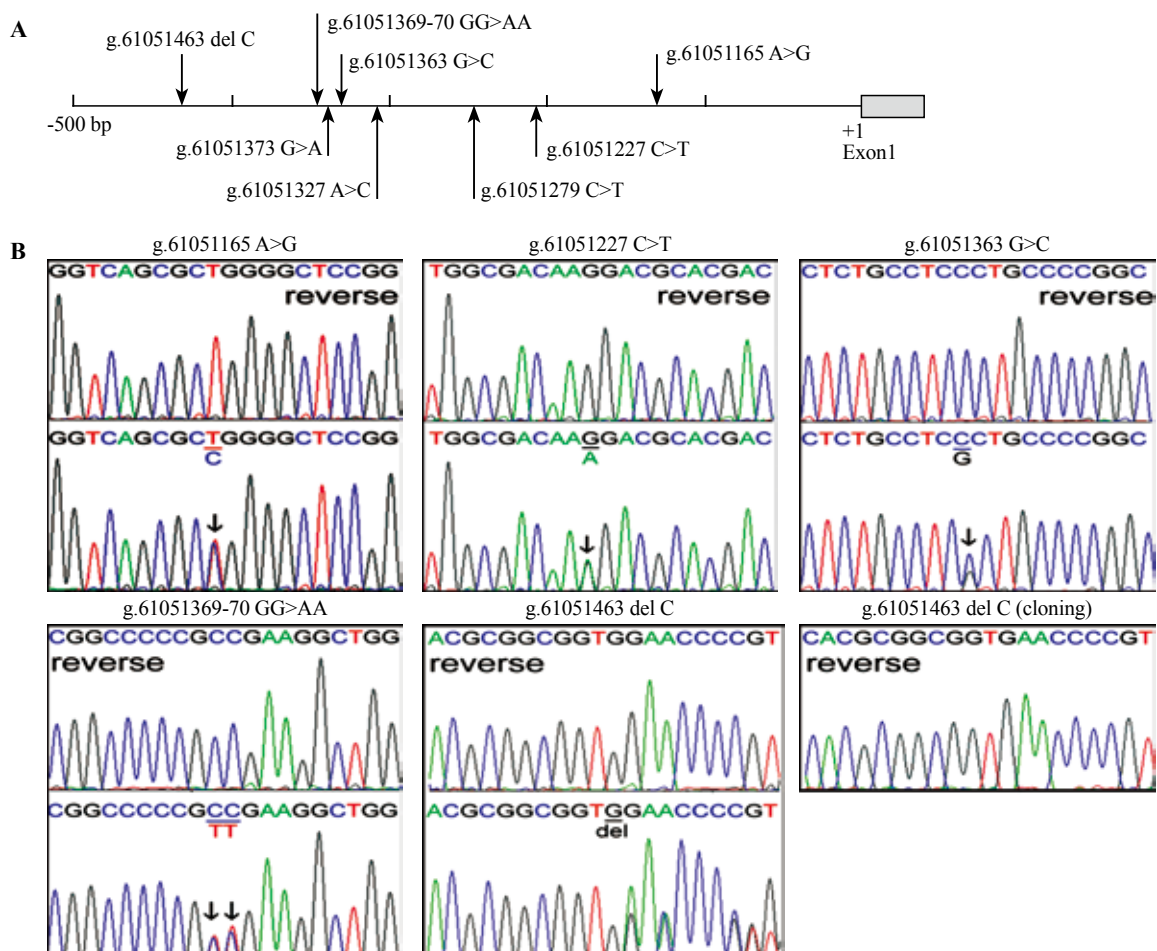 A
g.61051463 del C
g.61051369-70 GG>AA
g.61051363 G>C
g.61051165 A>G
-500 bp
+1
Exon1
g.61051373 G>A
g.61051227 C>T
g.61051327 A>C
g.61051279 C>T
B
g.61051165 A>G
GGTCAGCGCTGGGGCTCCGG
reverse
GGTCAGCGCTGGGGCTCCGG
C
g.61051227 C>T
TGGCGACAAGGACGCACGAC
reverse
TGGCGACAAGGACGCACGAC
A
g.61051363 G>C
CTCTGCCTCCCTGCCCCGGC
reverse
CTCTGCCTCCCTGCCCCGGC
G
g.61051369-70 GG>AA
CGGCCCCCGCCGAAGGCTGG
reverse
CGGCCCCCGCCGAAGGCTGG
TT
g.61051463 del C
ACGCGGCGGTGGAACCCCGT
reverse
ACGCGGCGGTGGAACCCCGT
del
g.61051463 del C (cloning)
CACGCGGCGGTGAACCCCGTT
reverse